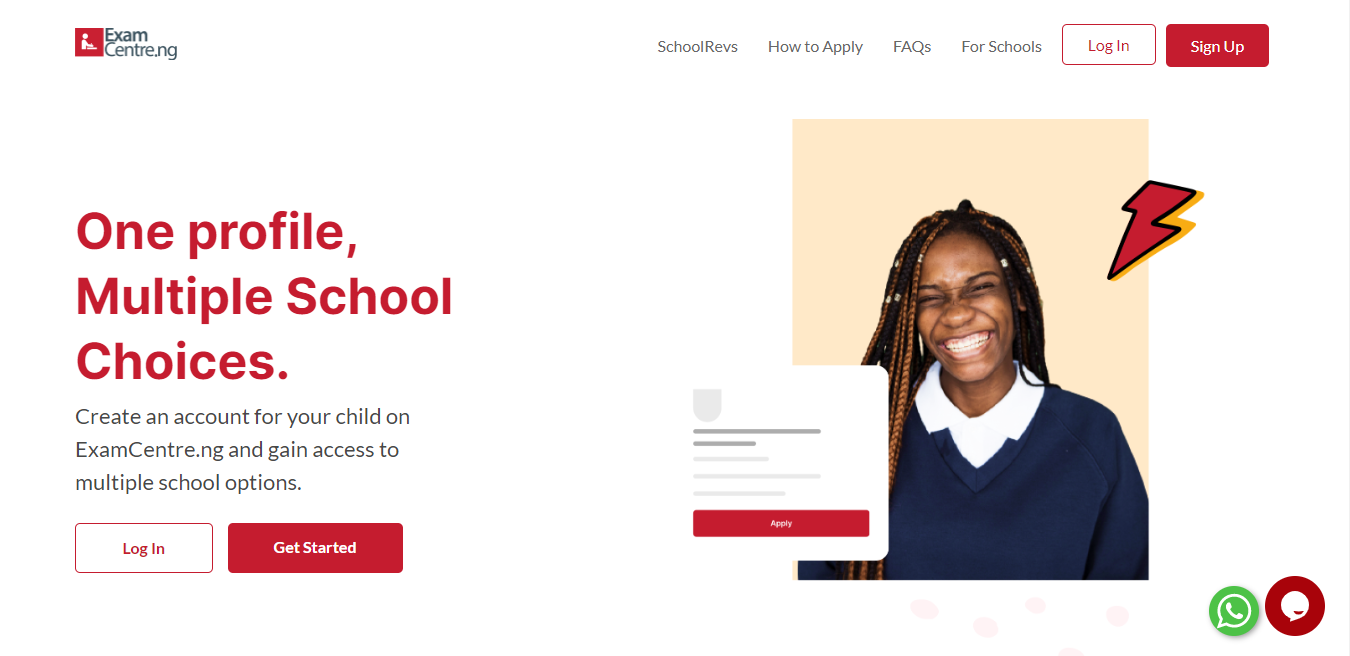 Exam
Centre.ng
SchoolRevs
How to Apply
FAQs
For Schools
Log In
Sign Up
One profile,
Multiple School
Choices.
Create an account for your child on
ExamCentre.ng and gain access to
multiple school options.
Log In
Get Started
Apply